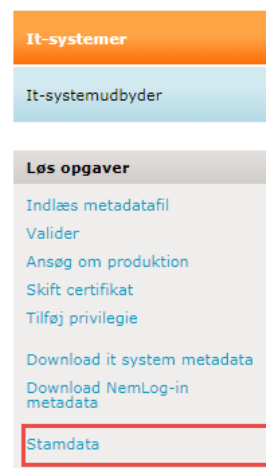 It-systemer
It-systemudbyder
Løs opgaver
Indlæs metadatafil
Valider
Ansøg om produktion
Skift certifikat
Tilføj privilegie
Download it system metadata
Download NemLog-in
metadata
Stamdata